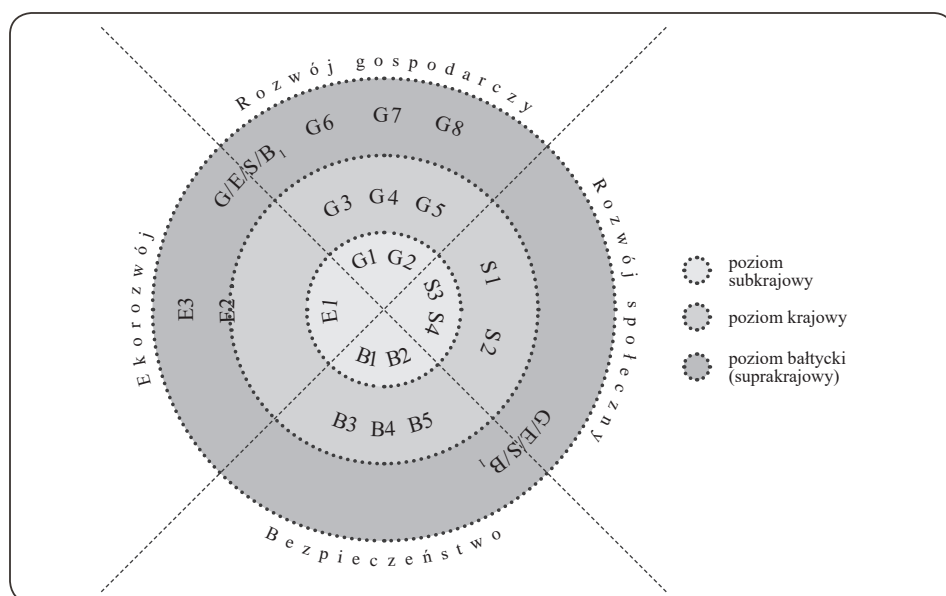 Rozwój gospodarczy
G6 G7 G8
G/E/S/B1
G3 G4 G5
Rozwój społeczny
Ekorozwój
G1 G2
S1
S3
E3 E2 E1
S4
S2
B1 B2
B3 B4 B5
G/E/S/B1
Bezpieczeństwo
poziom
subkrajowy
poziom krajowy
poziom bałtycki
(suprakrajowy)